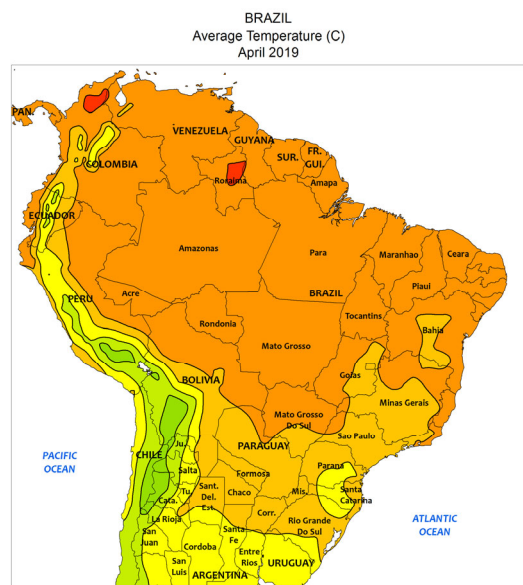 BRAZIL
Average Temperature (C)
April 2019
PAN.
VENEZUELA
GUYANA
COLOMBIA
SUR.
FR.
GUI.
Roraima
Amapa
ECUADOR
Amazonas
Para
Maranhao
Ceara
PERU
Acre
BRAZIL
Piaui
Tocantins
Rondonia
Bahia
Mato Grosso
BOLIVIA
Goias
Minas Gerais
Mato Grosso
Do Sul
PARAGUAY
Sao Paulo
PACIFIC
OCEAN
CHILE
Ju.
Salta
Formosa
Parana
Tu.
Sant.
Del.
Est
Chaco
Mis.
Santa
Catarina
Cata.
Corr.
La Rioja
Rio Grande
Do Sul
ATLANTIC
OCEAN
San
Juan
Santa
Fe
Cordoba
Entre
Rios
URUGUAY
San
Luis
ARGENTINA